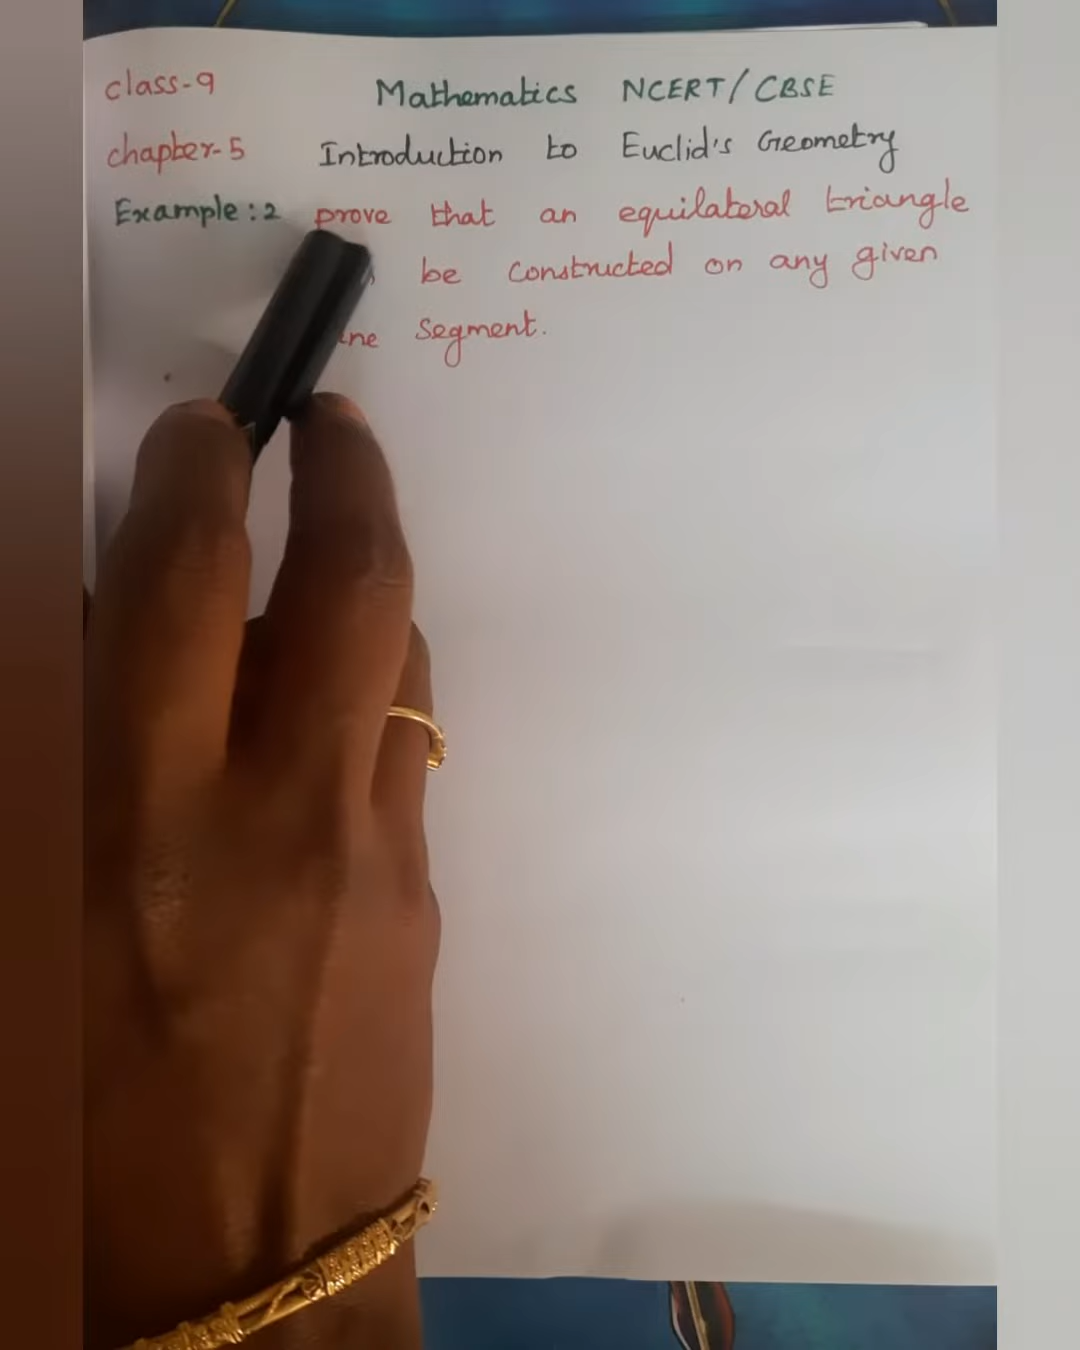 class-9 Mathematics NCERT/CBSE
chapter-5 Introduction to Euclid's Geometry
Example:2 prove that an equilateral triangle
be constructed on any given
Segment.